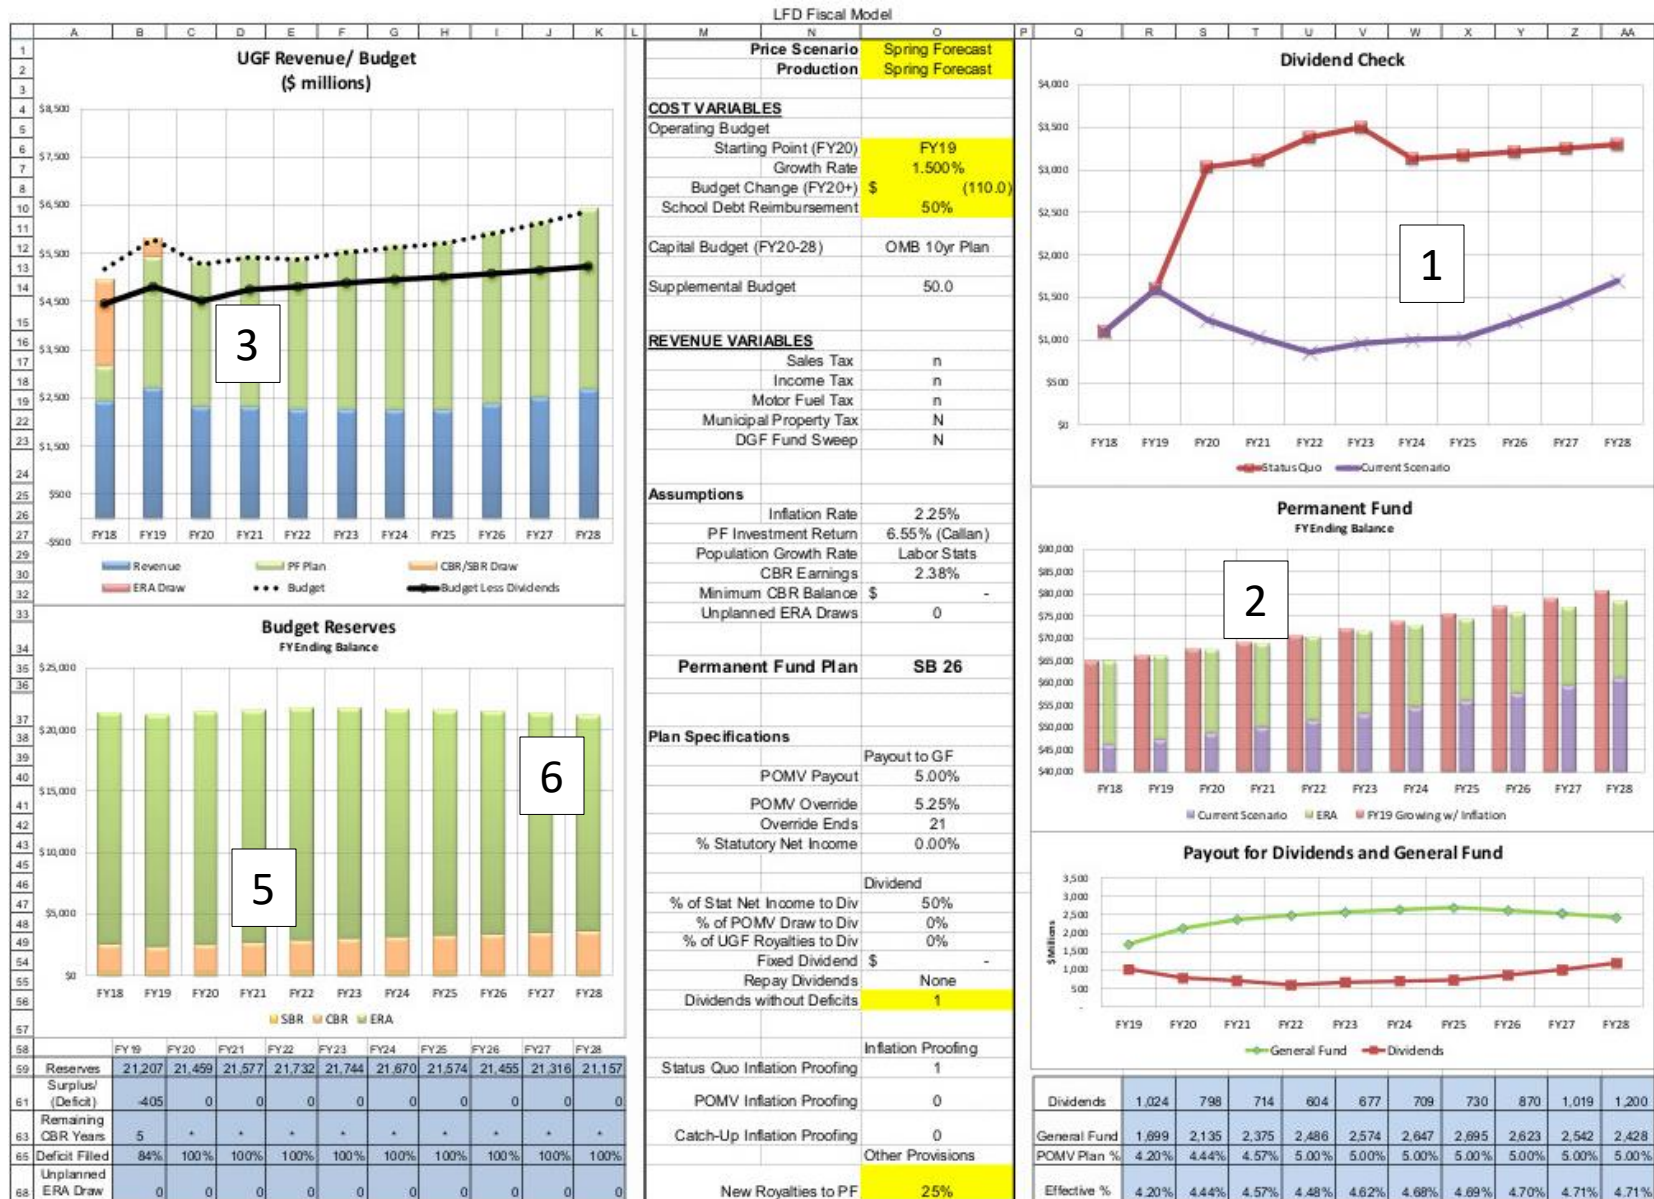 LFD Fiscal Model
A B C D E F G H I J K L M N O P Q R S T U V W X Y Z AA
UGF Revenue/ Budget
($ millions)
$8,500
$7,500
$6,500
$5,500
$4,500
$3,500
$2,500
$1,500
$500
-$500
3
FY18 FY19 FY20 FY21 FY22 FY23 FY24 FY25 FY26 FY27 FY28
Revenue PF Plan CBR/SBR Draw
ERA Draw Budget Budget Less Dividends
Budget Reserves
FY Ending Balance
$25,000
$20,000
$15,000
$10,000
$5,000
$0
6
5
FY18 FY19 FY20 FY21 FY22 FY23 FY24 FY25 FY26 FY27 FY28
SBR CBR ERA
FY19 FY20 FY21 FY22 FY23 FY24 FY25 FY26 FY27 FY28
59 Reserves 21,207 21,459 21,577 21,732 21,744 21,670 21,574 21,455 21,316 21,157
61 Surplus/ (Deficit) -405 0 0 0 0 0 0 0 0 0
63 Remaining CBR Years 5 * * * * * * * * *
65 Deficit Filled 84% 100% 100% 100% 100% 100% 100% 100% 100% 100%
68 Unplanned ERA Draw 0 0 0 0 0 0 0 0 0 0
Price Scenario Spring Forecast
Production Spring Forecast
COST VARIABLES
Operating Budget
Starting Point (FY20) FY19
Growth Rate 1.500%
Budget Change (FY20+) $ (110.0)
School Debt Reimbursement 50%
Capital Budget (FY20-28) OMB 10yr Plan
Supplemental Budget 50.0
REVENUE VARIABLES
Sales Tax n
Income Tax n
Motor Fuel Tax n
Municipal Property Tax N
DGF Fund Sweep N
Assumptions
Inflation Rate 2.25%
PF Investment Return 6.55% (Callan)
Population Growth Rate Labor Stats
CBR Earnings 2.38%
Minimum CBR Balance $ -
Unplanned ERA Draws 0
Permanent Fund Plan SB 26
Plan Specifications
Payout to GF
POMV Payout 5.00%
POMV Override 5.25%
Override Ends 21
% Statutory Net Income 0.00%
Dividend
% of Stat Net Income to Div 50%
% of POMV Draw to Div 0%
% of UGF Royalties to Div 0%
Fixed Dividend $ -
Repay Dividends None
Dividends without Deficits 1
Inflation Proofing
Status Quo Inflation Proofing 1
POMV Inflation Proofing 0
Catch-Up Inflation Proofing 0
Other Provisions
New Royalties to PF 25%
Dividend Check
$4,000
$3,500
$3,000
$2,500
$2,000
$1,500
$1,000
$500
$0
1
FY18 FY19 FY20 FY21 FY22 FY23 FY24 FY25 FY26 FY27 FY28
Status Quo Current Scenario
Permanent Fund
FY Ending Balance
$90,000
$85,000
$80,000
$75,000
$70,000
$65,000
$60,000
$55,000
$50,000
$45,000
$40,000
2
FY18 FY19 FY20 FY21 FY22 FY23 FY24 FY25 FY26 FY27 FY28
Current Scenario ERA FY19 Growing w/ Inflation
Payout for Dividends and General Fund
$ Millions
3,500
3,000
2,500
2,000
1,500
1,000
500
-
FY19 FY20 FY21 FY22 FY23 FY24 FY25 FY26 FY27 FY28
General Fund Dividends
Dividends 1,024 798 714 604 677 709 730 870 1,019 1,200
General Fund 1,699 2,135 2,375 2,486 2,574 2,647 2,695 2,623 2,542 2,428
POMV Plan % 4.20% 4.44% 4.57% 5.00% 5.00% 5.00% 5.00% 5.00% 5.00% 5.00%
Effective % 4.20% 4.44% 4.57% 4.48% 4.62% 4.68% 4.69% 4.70% 4.71% 4.71%